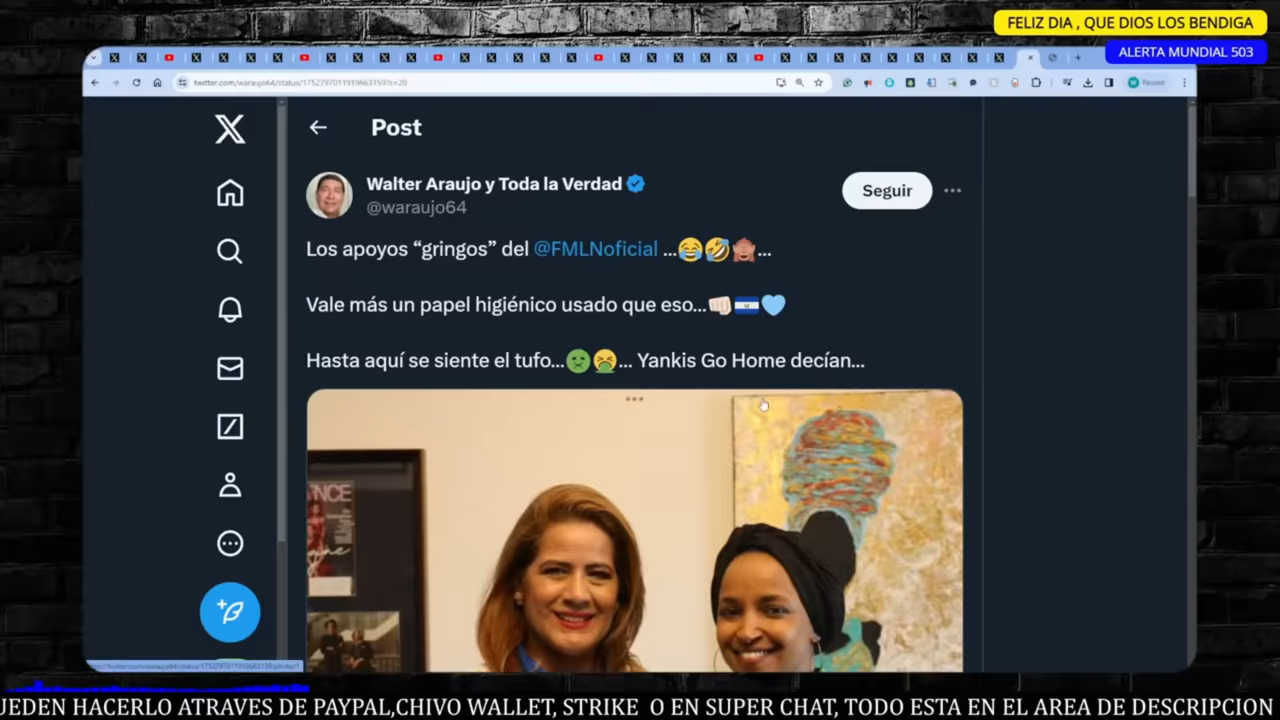 FELIZ DIA , QUE DIOS LOS BENDIGA
ALERTA MUNDIAL 503
Paused
Post
Walter Araujo y Toda la Verdad
@waraujo64
Seguir
Los apoyos “gringos” del @FMLNoficial ...😂🤣🙈...
Vale más un papel higiénico usado que eso...👊🏻🇸🇻🩵
Hasta aquí se siente el tufo...🤢🤮... Yankis Go Home decían...
NCE
UEDEN HACERLO ATRAVES DE PAYPAL,CHIVO WALLET, STRIKE O EN SUPER CHAT, TODO ESTA EN EL AREA DE DESCRIPCION